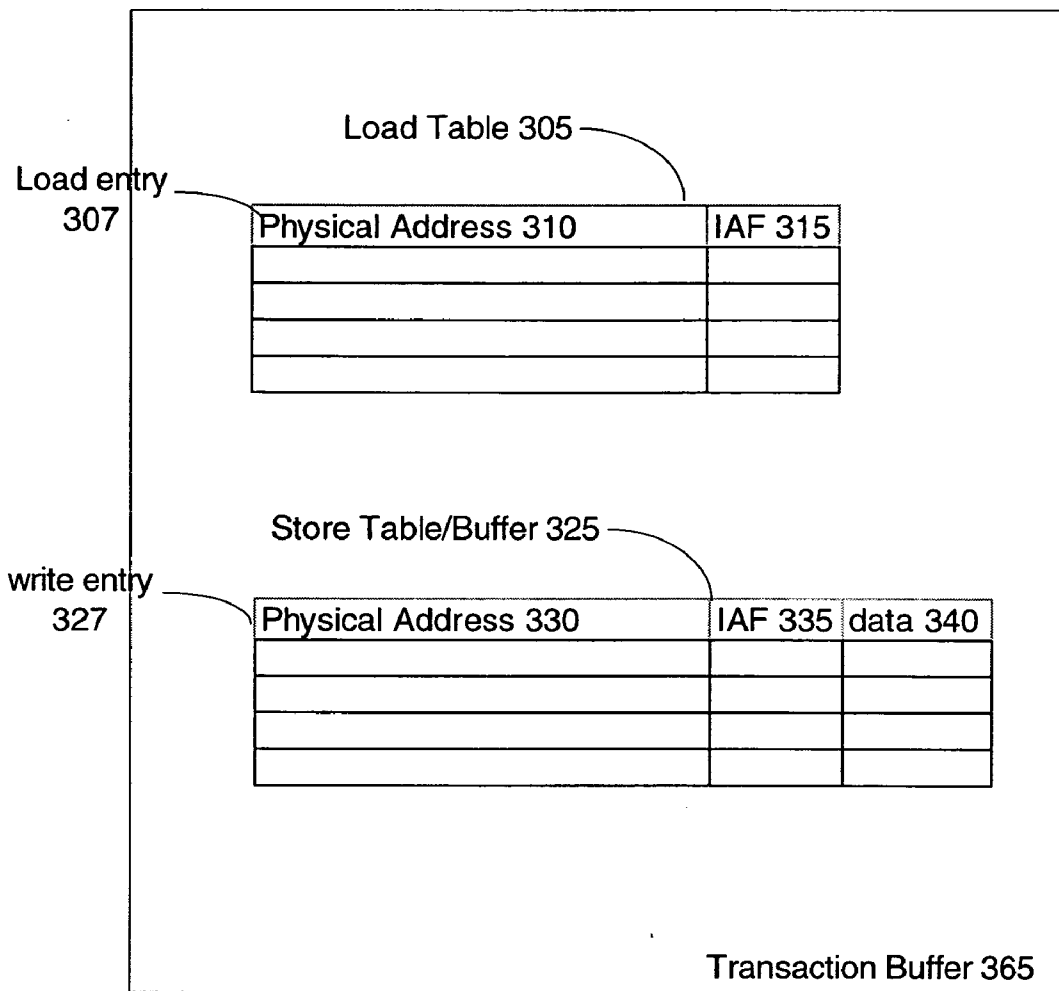 Load Table 305
Load entry
307
Physical Address 310 IAF 315
Store Table/Buffer 325
write entry
327
Physical Address 330 IAF 335 data 340
Transaction Buffer 365